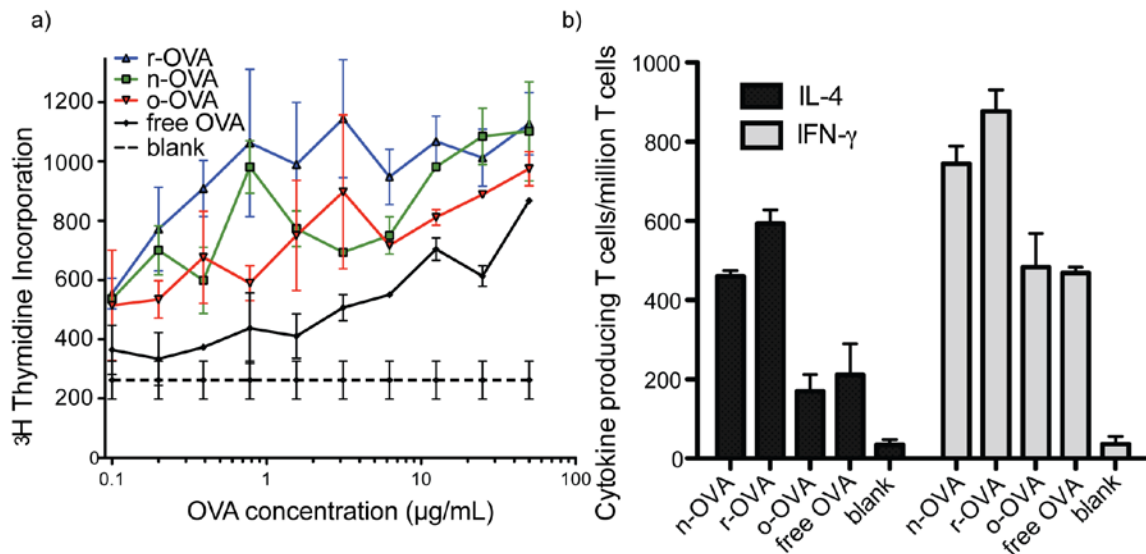 a)
r-OVA
n-OVA
o-OVA
free OVA
blank
3H Thymidine Incorporation
1200
1000
800
600
400
200
0
0.1 1 10 100
OVA concentration (µg/mL)
b)
IL-4
IFN-γ
Cytokine producing T cells/million T cells
1000
800
600
400
200
0
n-OVA r-OVA o-OVA free OVA blank n-OVA r-OVA o-OVA free OVA blank